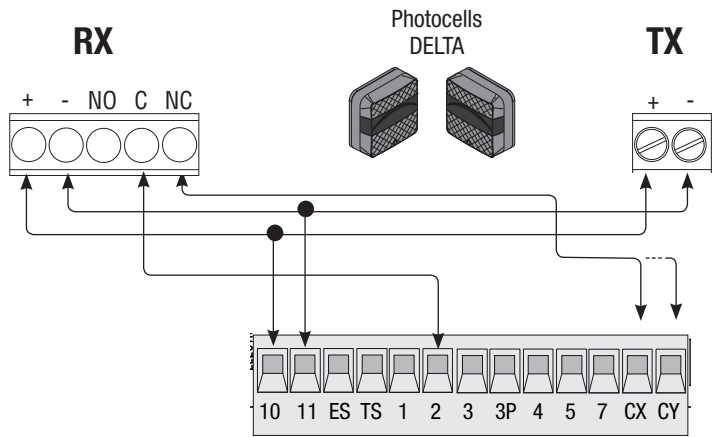 Photocells
DELTA
RX
TX
+ - NO C NC
+ -
10 11 ES TS 1 2 3 3P 4 5 7 CX CY